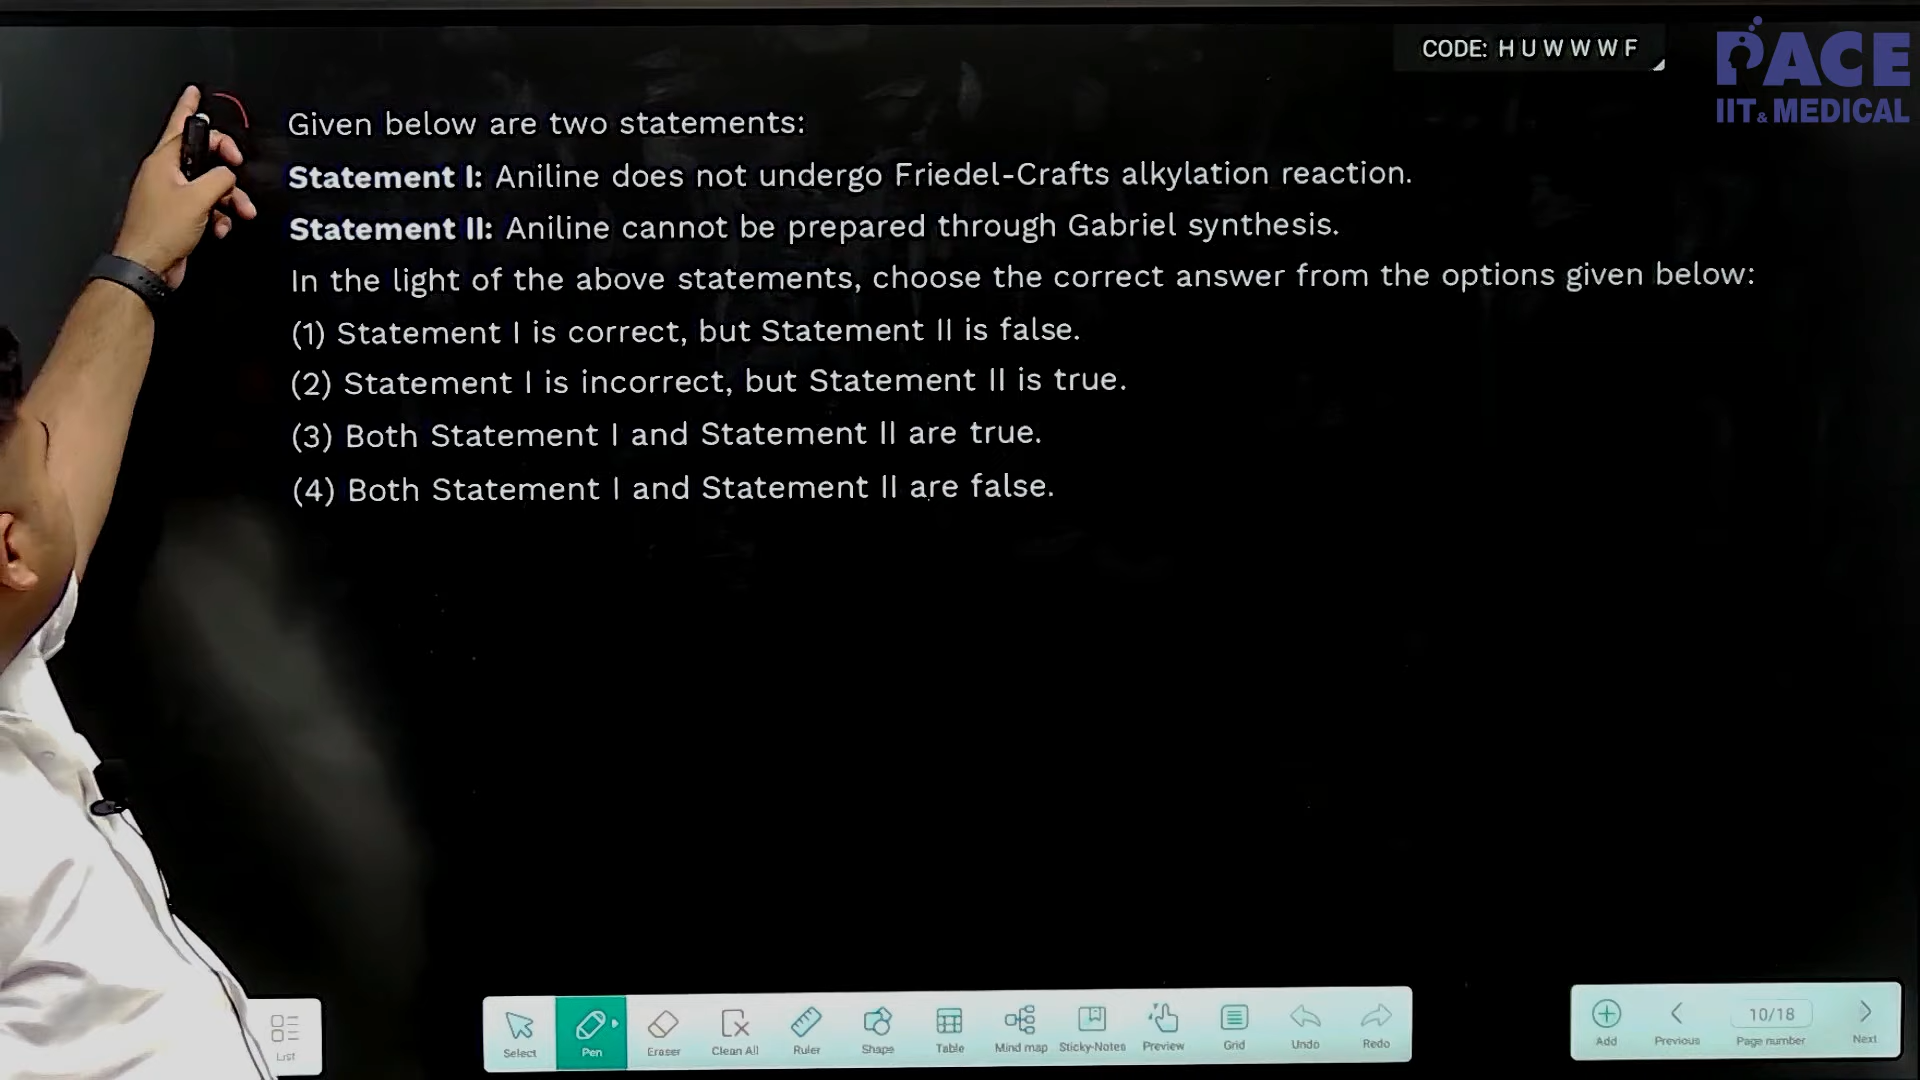 CODE: H U W W W F
PACE
IIT & MEDICAL
Given below are two statements:
Statement I: Aniline does not undergo Friedel-Crafts alkylation reaction.
Statement II: Aniline cannot be prepared through Gabriel synthesis.
In the light of the above statements, choose the correct answer from the options given below:
(1) Statement I is correct, but Statement II is false.
(2) Statement I is incorrect, but Statement II is true.
(3) Both Statement I and Statement II are true.
(4) Both Statement I and Statement II are false.
List
Select Pen Eraser Clean All Ruler Shape Table Mind map Sticky-Notes Preview Grid Undo Redo
10/18
Add Previous Page number Next